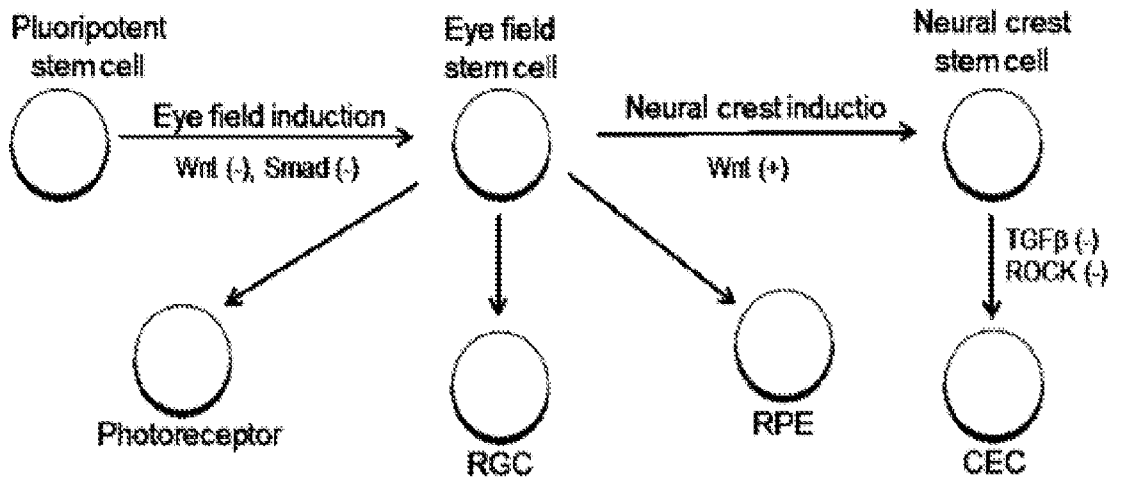 Pluoripotent
stem cell
Eye field
stem cell
Neural crest
stem cell
Eye field induction
Wnt (-), Smad (-)
Neural crest inductio
Wnt (+)
TGFβ (-)
ROCK (-)
Photoreceptor
RGC
RPE
CEC